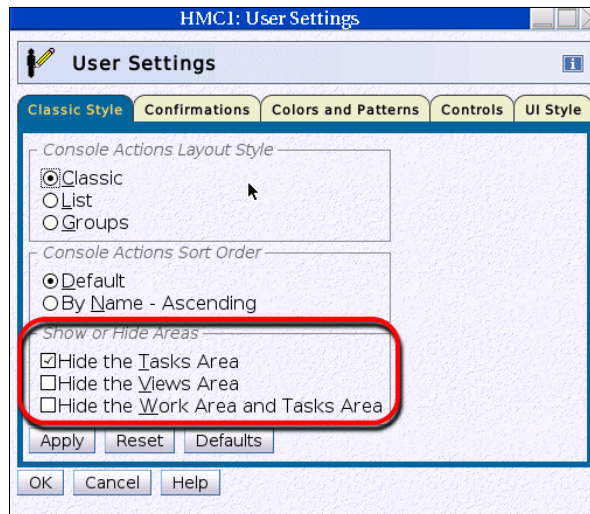 HMC1: User Settings
User Settings
i
Classic Style Confirmations Colors and Patterns Controls UI Style
Console Actions Layout Style
Classic
List
Groups
Console Actions Sort Order
Default
By Name - Ascending
Show or Hide Areas
Hide the Tasks Area
Hide the Views Area
Hide the Work Area and Tasks Area
Apply Reset Defaults
OK Cancel Help